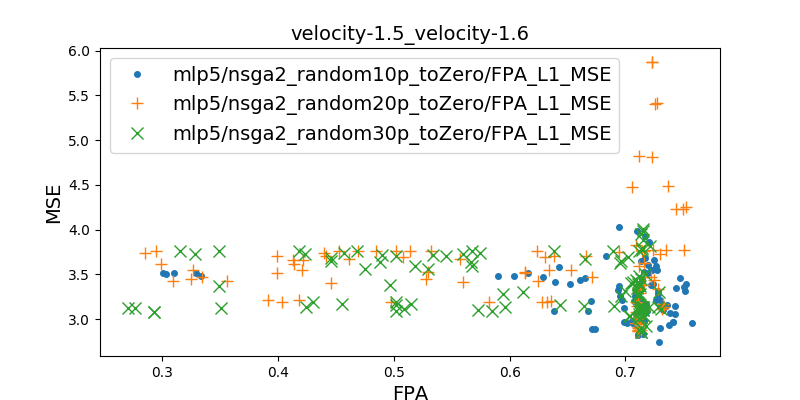 velocity-1.5_velocity-1.6
6.0
5.5
5.0
4.5
4.0
3.5
3.0
MSE
mlp5/nsga2_random10p_toZero/FPA_L1_MSE
mlp5/nsga2_random20p_toZero/FPA_L1_MSE
mlp5/nsga2_random30p_toZero/FPA_L1_MSE
0.3 0.4 0.5 0.6 0.7
FPA